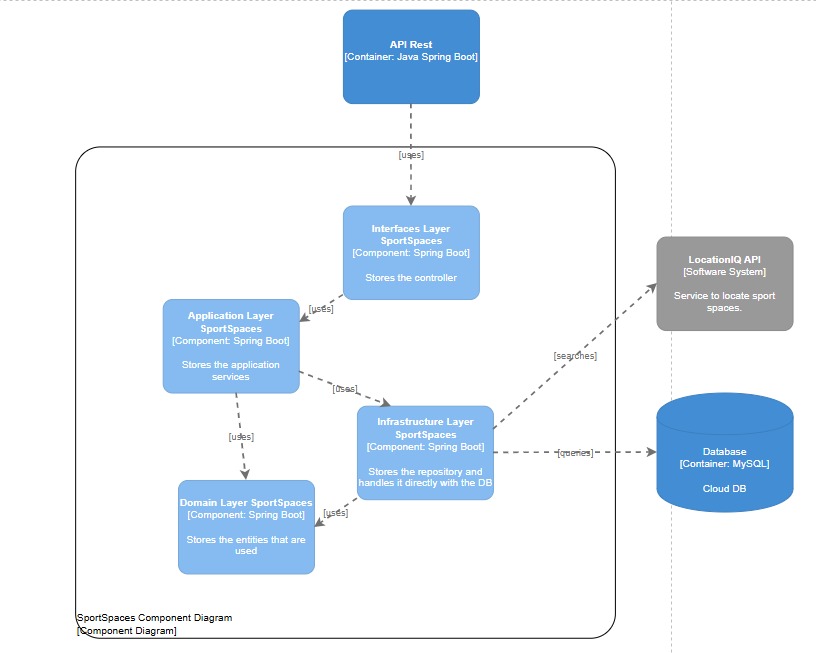 API Rest
[Container: Java Spring Boot]
[uses]
Interfaces Layer
SportSpaces
[Component: Spring Boot]
Stores the controller
LocationIQ API
[Software System]
Service to locate sport
spaces.
[uses]
Application Layer
SportSpaces
[Component: Spring Boot]
Stores the application
services
[searches]
[uses]
Infrastructure Layer
SportSpaces
[Component: Spring Boot]
Stores the repository and
handles it directly with the DB
[queries]
Database
[Container: MySQL]
Cloud DB
[uses]
Domain Layer SportSpaces
[Component: Spring Boot]
Stores the entities that are
used
[uses]
SportSpaces Component Diagram
[Component Diagram]